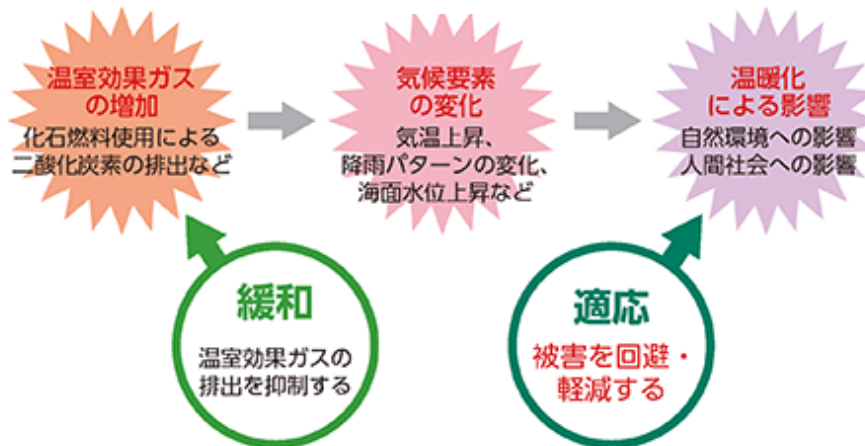 温室効果ガス
の増加
化石燃料使用による
二酸化炭素の排出など
気候要素
の変化
気温上昇、
降雨パターンの変化、
海面水位上昇など
温暖化
による影響
自然環境への影響
人間社会への影響
緩和
温室効果ガスの
排出を抑制する
適応
被害を回避・
軽減する